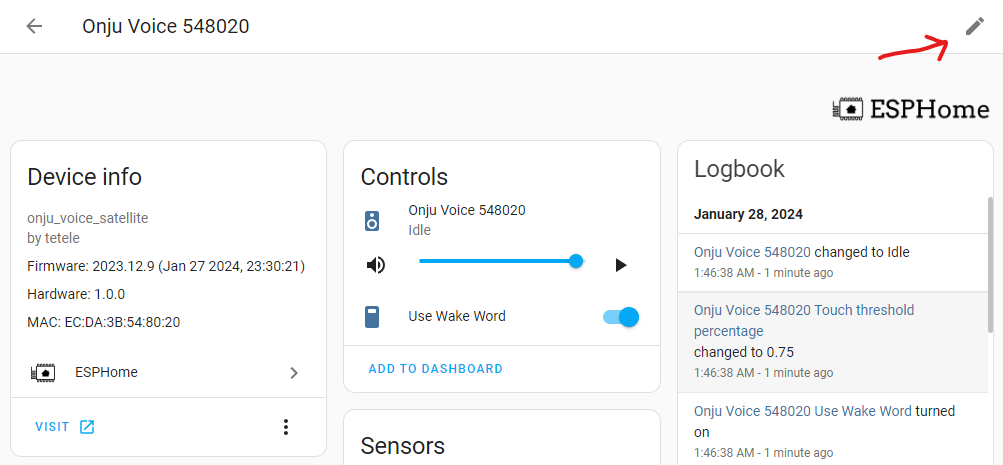 Onju Voice 548020
ESPHome
Device info
onju_voice_satellite
by tetele
Firmware: 2023.12.9 (Jan 27 2024, 23:30:21)
Hardware: 1.0.0
MAC: EC:DA:3B:54:80:20
ESPHome
VISIT
Controls
Onju Voice 548020
Idle
Use Wake Word
ADD TO DASHBOARD
Sensors
Logbook
January 28, 2024
Onju Voice 548020 changed to Idle
1:46:38 AM - 1 minute ago
Onju Voice 548020 Touch threshold
percentage
changed to 0.75
1:46:38 AM - 1 minute ago
Onju Voice 548020 Use Wake Word turned
on
1:46:38 AM - 1 minute ago